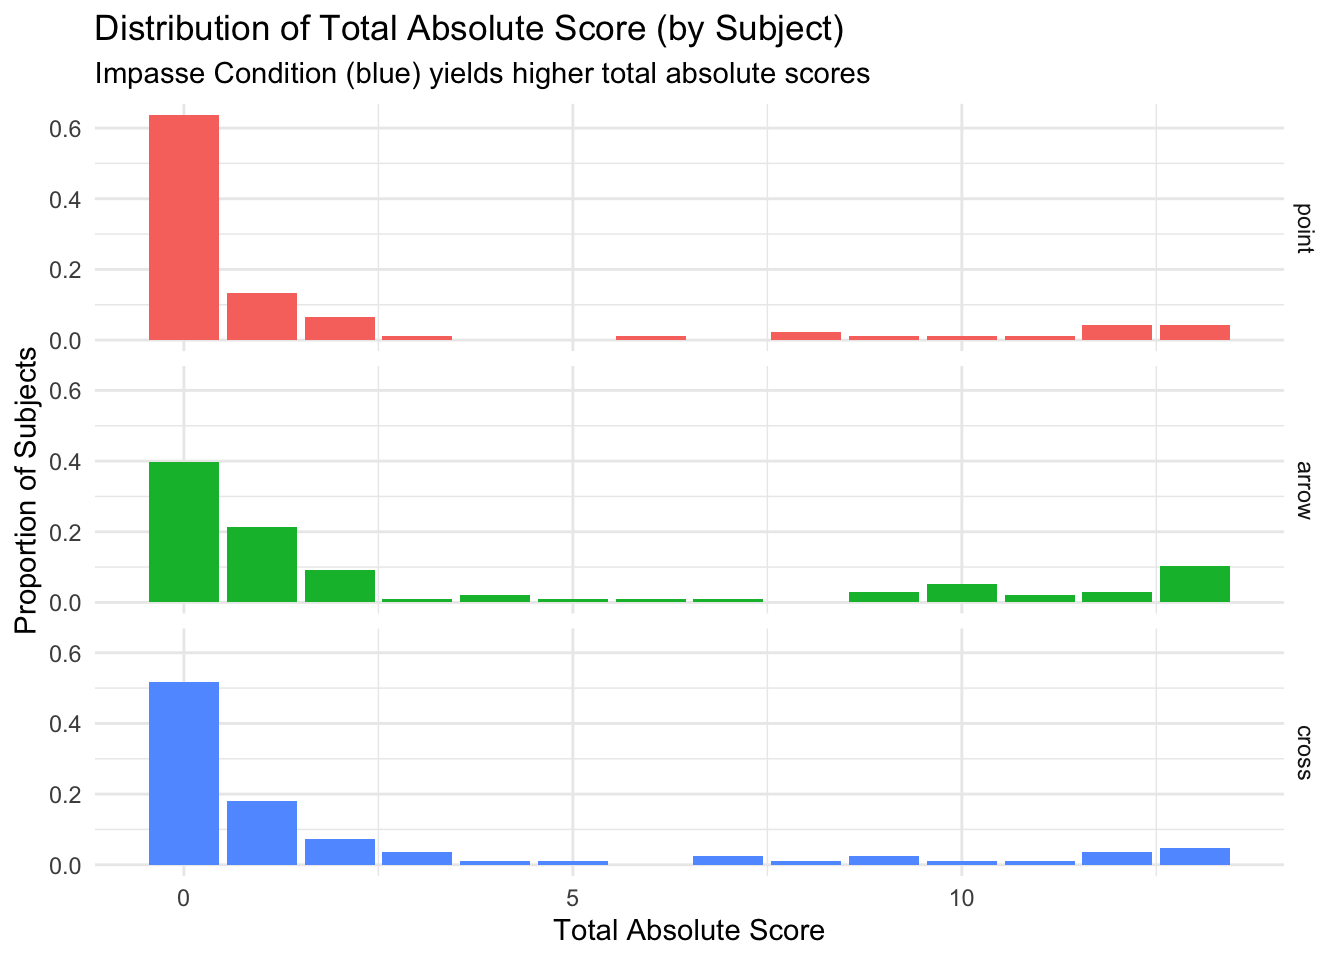 Distribution of Total Absolute Score (by Subject)
Impasse Condition (blue) yields higher total absolute scores
Proportion of Subjects
0.6
0.4
0.2
0.0
point
0.6
0.4
0.2
0.0
arrow
0.6
0.4
0.2
0.0
cross
0 5 10
Total Absolute Score